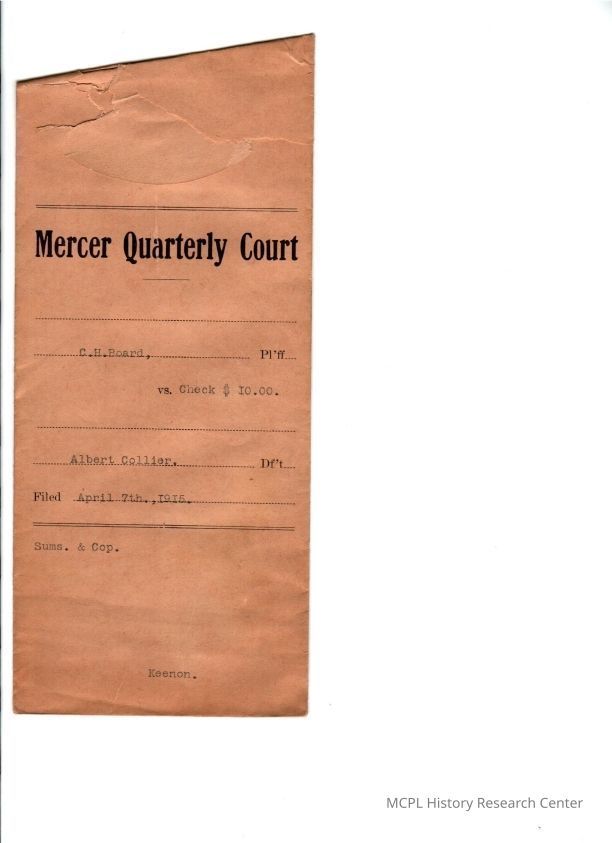 Mercer Quarterly Court
C.H.Board, Pl'ff
vs. Check $ 10.00.
Albert Collier. Df't
Filed April 7th.,1915.
Sums. & Cop.
Keenon.
MCPL History Research Center